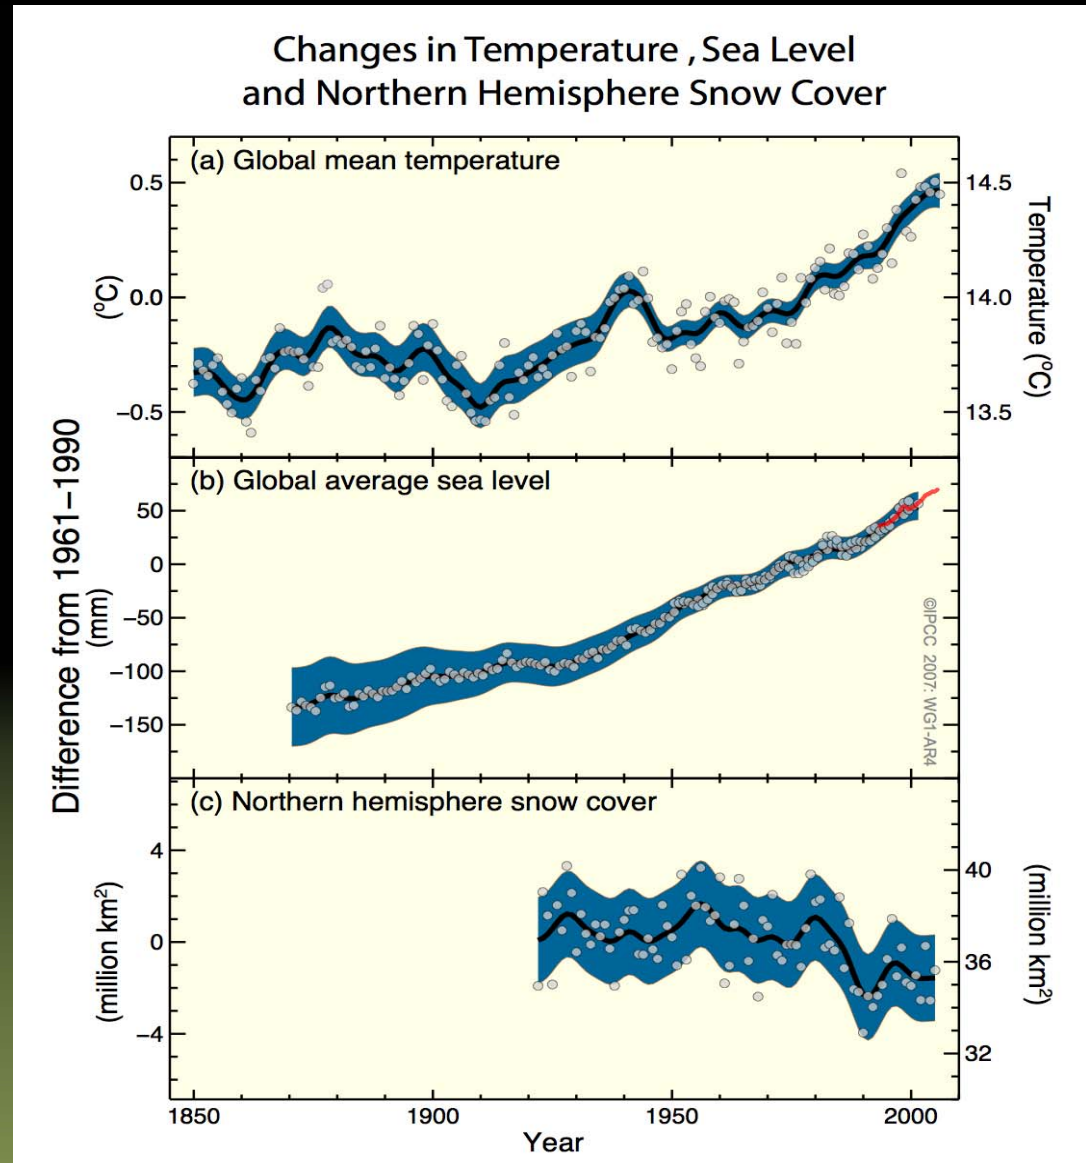 Changes in Temperature , Sea Level
and Northern Hemisphere Snow Cover
(a) Global mean temperature
0.5
0.0
−0.5
(°C)
14.5
14.0
13.5
Temperature (°C)
Difference from 1961–1990
(b) Global average sea level
50
0
−50
−100
−150
(mm)
©IPCC 2007: WG1-AR4
(c) Northern hemisphere snow cover
4
0
−4
(million km²)
40
36
32
(million km²)
1850 1900 1950 2000
Year